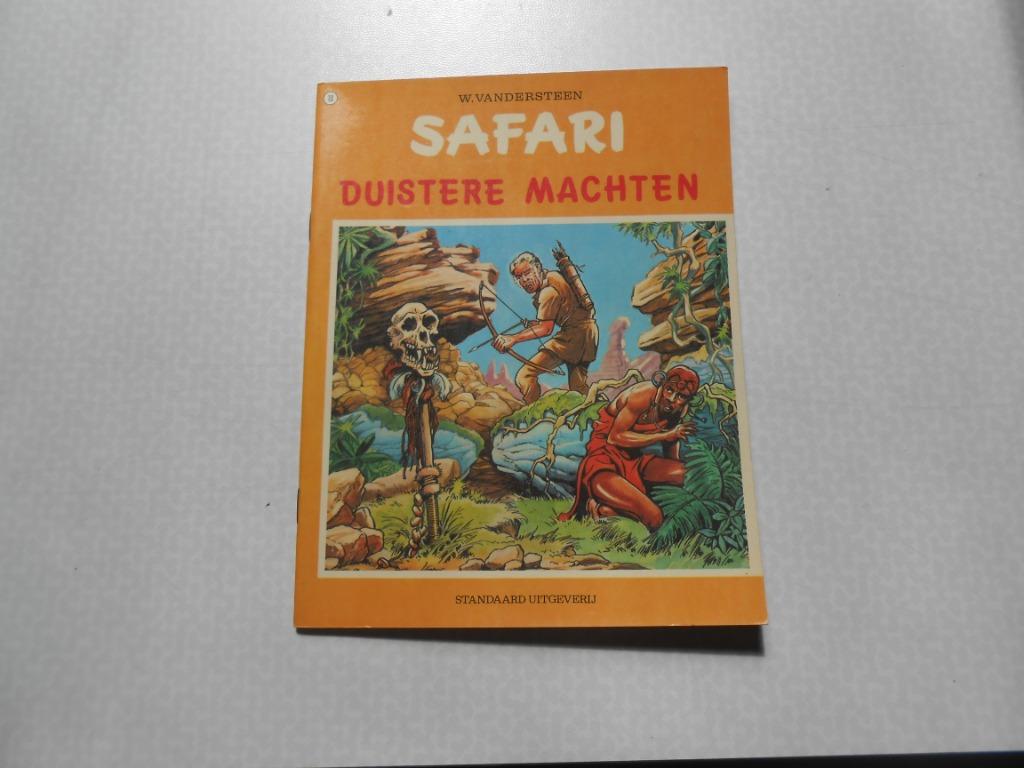 W. VANDERSTEEN
SAFARI
DUISTERE MACHTEN
STANDAARD UITGEVERIJ